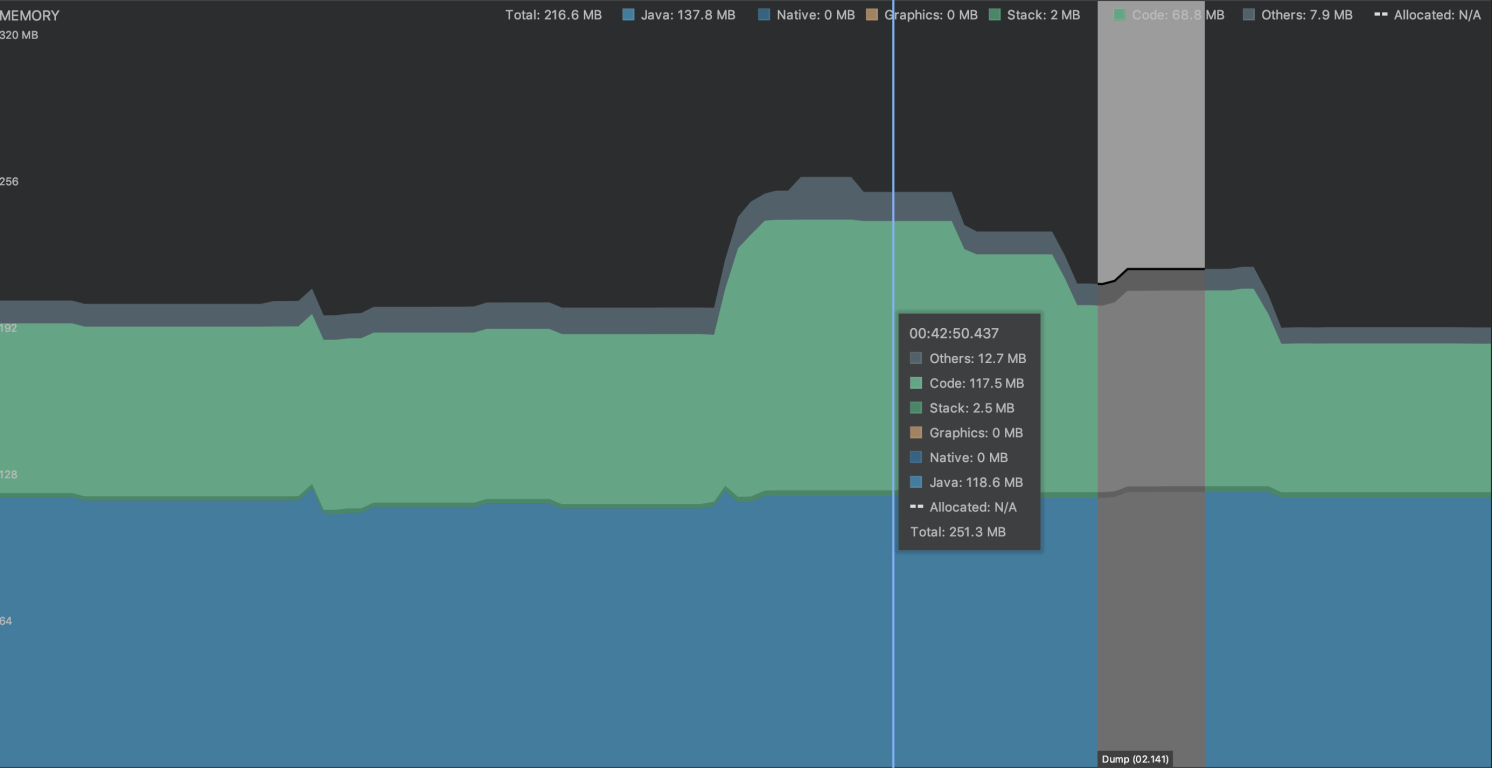 MEMORY Total: 216.6 MB Java: 137.8 MB Native: 0 MB Graphics: 0 MB Stack: 2 MB Code: 68.8 MB Others: 7.9 MB Allocated: N/A
320 MB
256
192
00:42:50.437
Others: 12.7 MB
Code: 117.5 MB
Stack: 2.5 MB
Graphics: 0 MB
Native: 0 MB
128
Java: 118.6 MB
Allocated: N/A
Total: 251.3 MB
64
Dump (02.141)